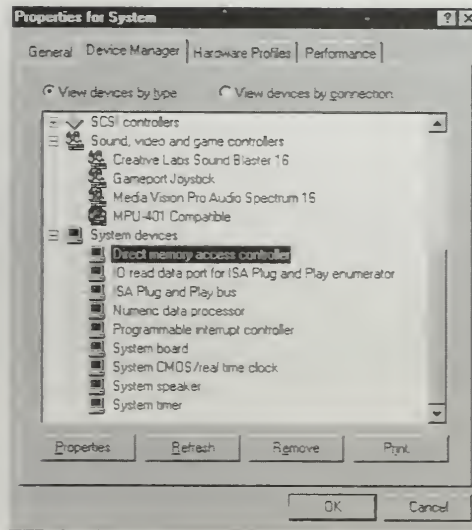 Properties for System
General Device Manager Hardware Profiles Performance
View devices by type View devices by connection
SCSI controllers
Sound, video and game controllers
Creative Labs Sound Blaster 16
Gameport Joystick
Media Vision Pro Audio Spectrum 16
MPU-401 Compatible
System devices
Direct memory access controller
IO read data port for ISA Plug and Play enumerator
ISA Plug and Play bus
Numeric data processor
Programmable interrupt controller
System board
System CMOS/real time clock
System speaker
System timer
Properties Refresh Remove Print
OK Cancel